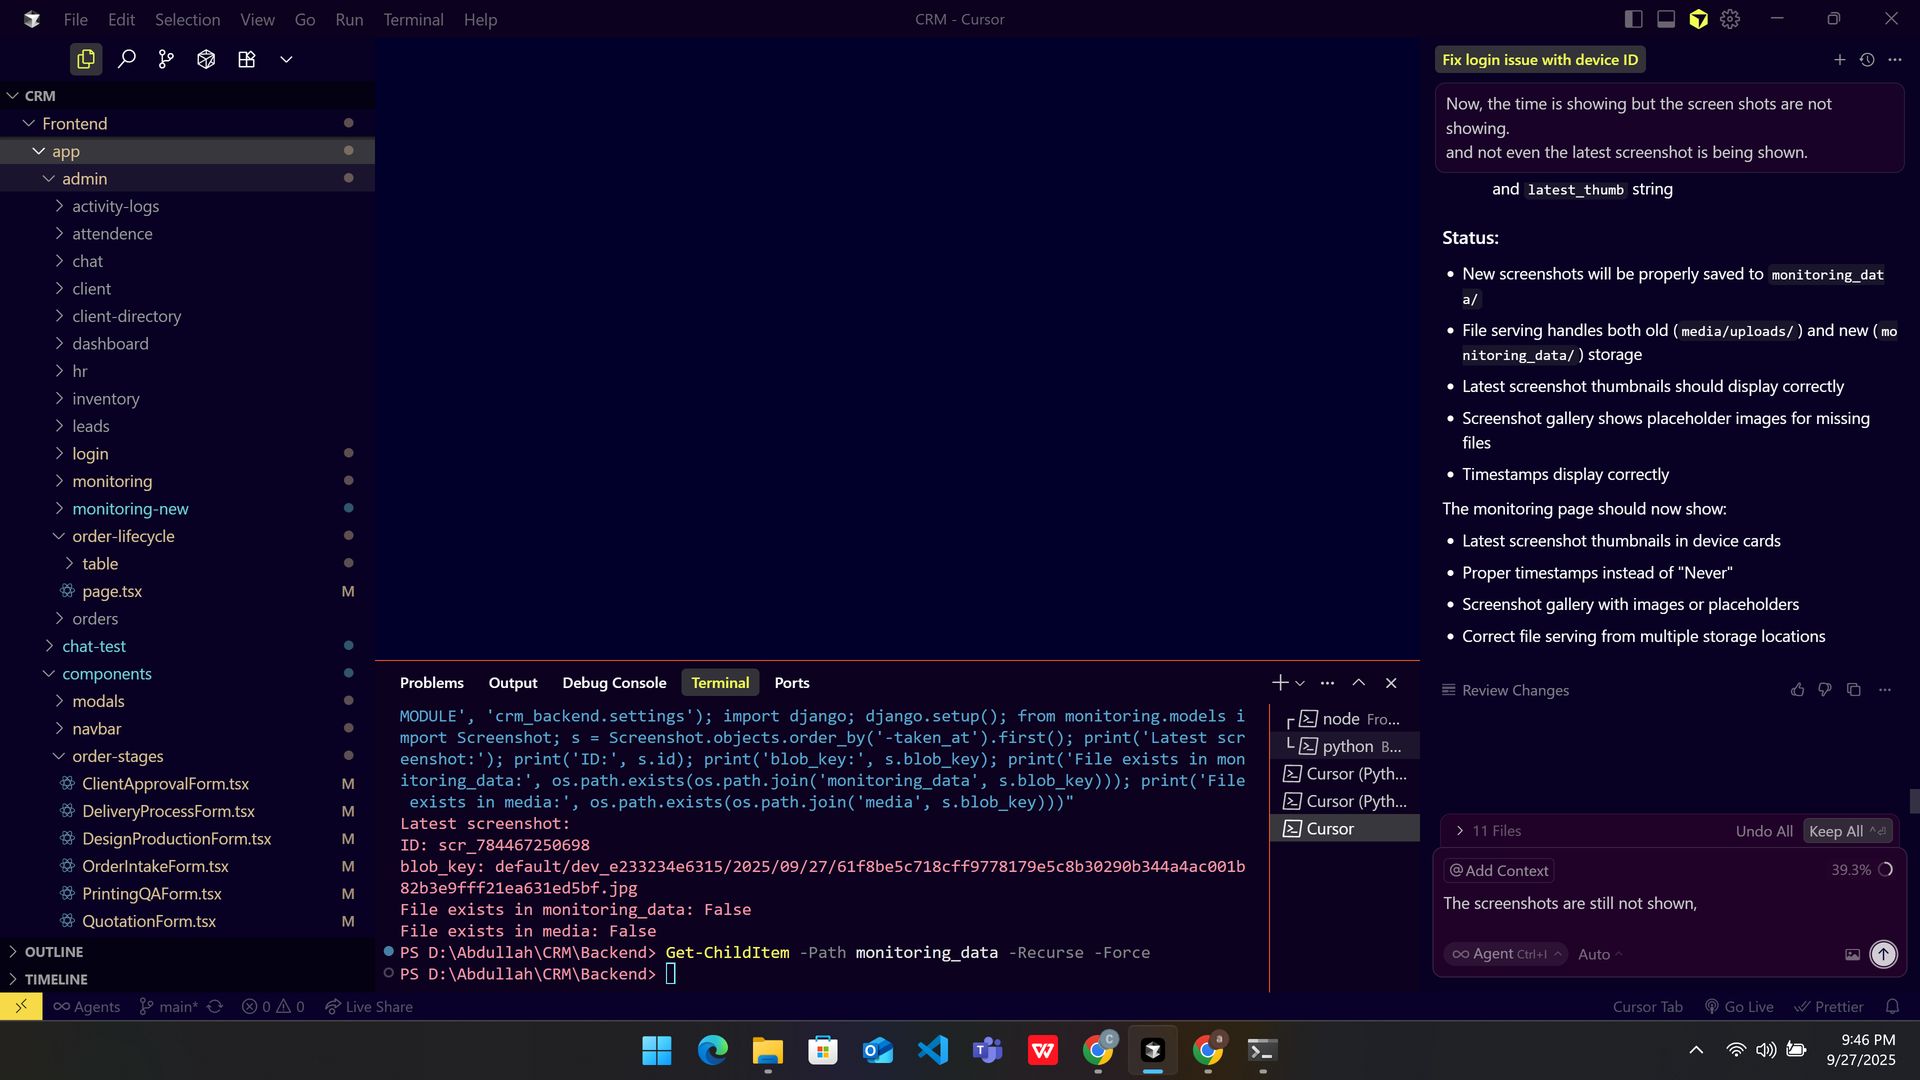 File Edit Selection View Go Run Terminal Help
CRM - Cursor
CRM
Frontend
app
admin
activity-logs
attendence
chat
client
client-directory
dashboard
hr
inventory
leads
login
monitoring
monitoring-new
order-lifecycle
table
page.tsx M
orders
chat-test
components
modals
navbar
order-stages
ClientApprovalForm.tsx M
DeliveryProcessForm.tsx M
DesignProductionForm.tsx M
OrderIntakeForm.tsx M
PrintingQAForm.tsx M
QuotationForm.tsx M
OUTLINE
TIMELINE
Problems Output Debug Console Terminal Ports
MODULE', 'crm_backend.settings'); import django; django.setup(); from monitoring.models i
mport Screenshot; s = Screenshot.objects.order_by('-taken_at').first(); print('Latest scr
eenshot:'); print('ID:', s.id); print('blob_key:', s.blob_key); print('File exists in mon
itoring_data:', os.path.exists(os.path.join('monitoring_data', s.blob_key))); print('File
exists in media:', os.path.exists(os.path.join('media', s.blob_key)))"
Latest screenshot:
ID: scr_784467250698
blob_key: default/dev_e233234e6315/2025/09/27/61f8be5c718cff9778179e5c8b30290b344a4ac001b
82b3e9fff21ea631ed5bf.jpg
File exists in monitoring_data: False
File exists in media: False
PS D:\Abdullah\CRM\Backend> Get-ChildItem -Path monitoring_data -Recurse -Force
PS D:\Abdullah\CRM\Backend>
node Fro...
python B...
Cursor (Pyth...
Cursor (Pyth...
Cursor
Fix login issue with device ID
Now, the time is showing but the screen shots are not
showing.
and not even the latest screenshot is being shown.
and latest_thumb string
Status:
• New screenshots will be properly saved to monitoring_dat
a/
• File serving handles both old (media/uploads/) and new (mo
nitoring_data/) storage
• Latest screenshot thumbnails should display correctly
• Screenshot gallery shows placeholder images for missing
files
• Timestamps display correctly
The monitoring page should now show:
• Latest screenshot thumbnails in device cards
• Proper timestamps instead of "Never"
• Screenshot gallery with images or placeholders
• Correct file serving from multiple storage locations
Review Changes
11 Files Undo All Keep All
@ Add Context 39.3%
The screenshots are still not shown,
Agent Ctrl+I Auto
Agents main* 0 0 Live Share
Cursor Tab Go Live Prettier
9:46 PM
9/27/2025